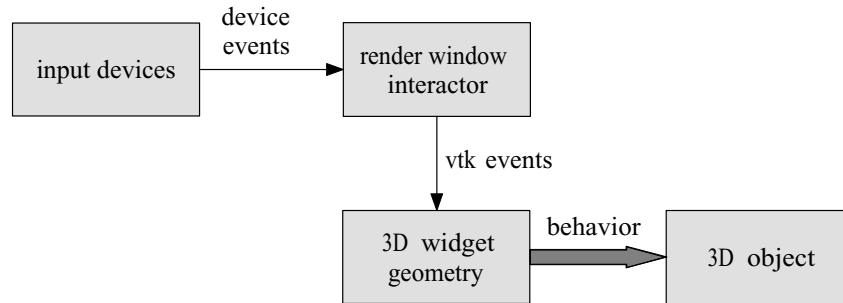 device
events
input devices
render window
interactor
vtk events
3D widget
geometry
behavior
3D object